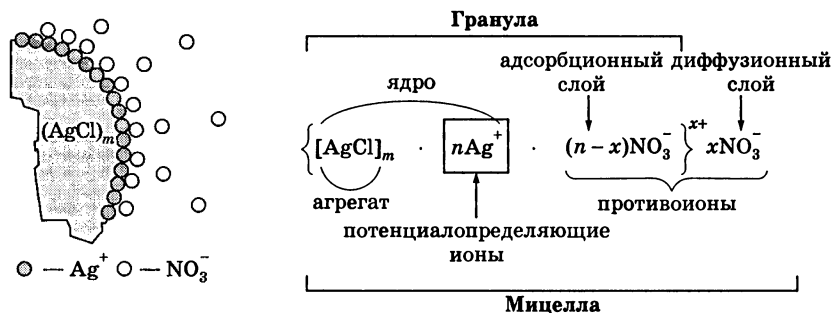 Гранула
адсорбционный диффузионный
слой слой
ядро
(AgCl)m
{[AgCl]m · nAg⁺ · (n – x)NO₃⁻}ˣ⁺ xNO₃⁻
агрегат
противоионы
потенциалопределяющие
ионы
— Ag⁺ — NO₃⁻
Мицелла